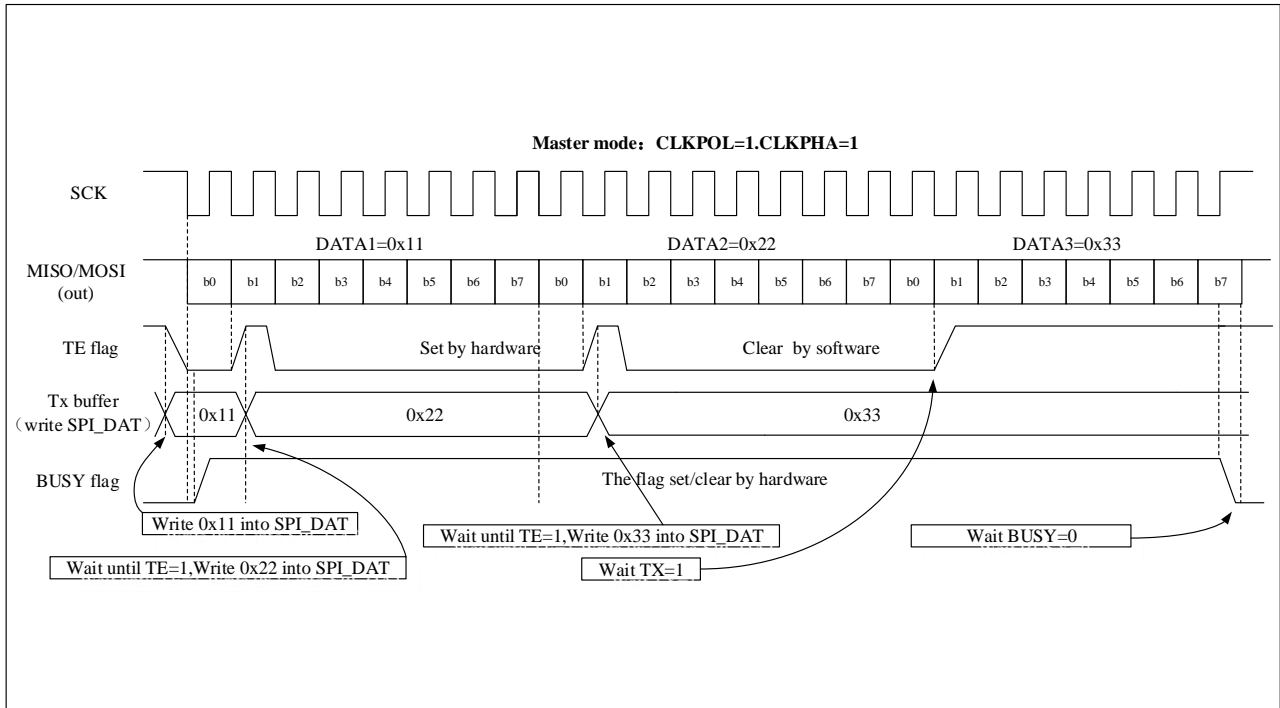 Master mode：CLKPOL=1.CLKPHA=1
SCK
DATA1=0x11 DATA2=0x22 DATA3=0x33
MISO/MOSI
(out)
b0 b1 b2 b3 b4 b5 b6 b7 b0 b1 b2 b3 b4 b5 b6 b7 b0 b1 b2 b3 b4 b5 b6 b7
TE flag Set by hardware Clear by software
Tx buffer
（write SPI_DAT）
0x11 0x22 0x33
BUSY flag The flag set/clear by hardware
Write 0x11 into SPI_DAT
Wait until TE=1,Write 0x33 into SPI_DAT
Wait BUSY=0
Wait until TE=1,Write 0x22 into SPI_DAT
Wait TX=1